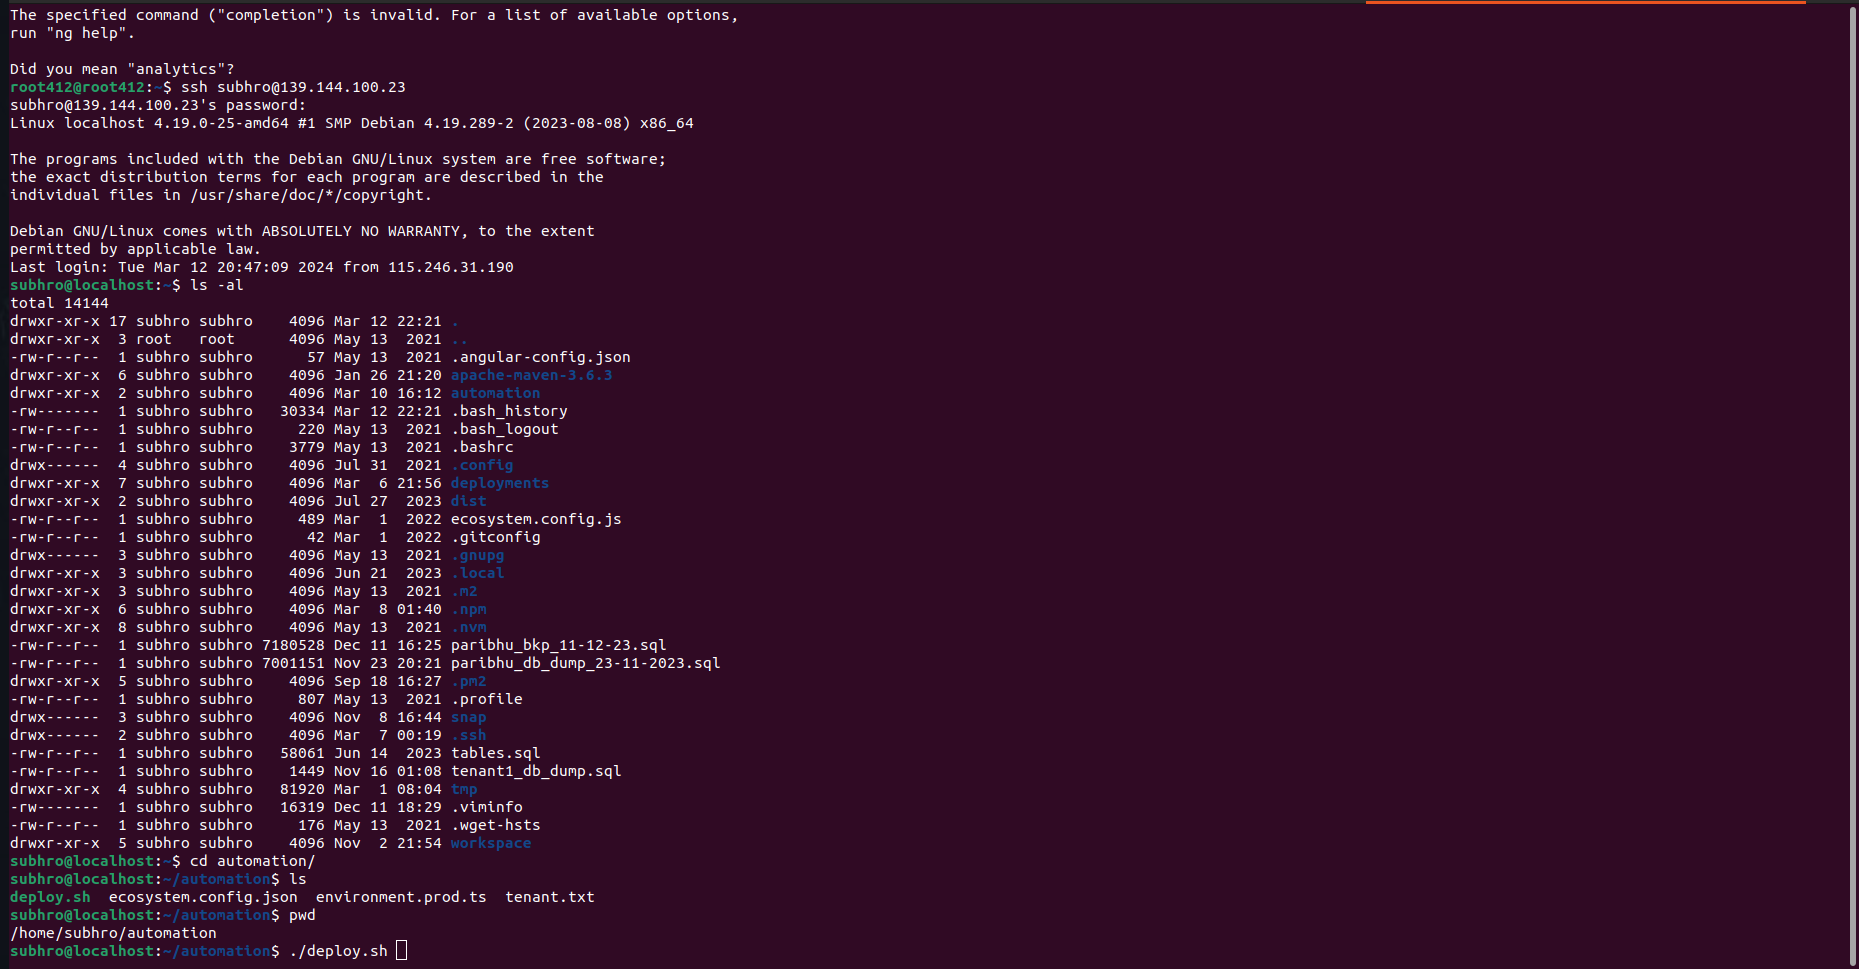 The specified command ("completion") is invalid. For a list of available options,
run "ng help".
Did you mean "analytics"?
root412@root412:~$ ssh subhro@139.144.100.23
subhro@139.144.100.23's password:
Linux localhost 4.19.0-25-amd64 #1 SMP Debian 4.19.289-2 (2023-08-08) x86_64
The programs included with the Debian GNU/Linux system are free software;
the exact distribution terms for each program are described in the
individual files in /usr/share/doc/*/copyright.
Debian GNU/Linux comes with ABSOLUTELY NO WARRANTY, to the extent
permitted by applicable law.
Last login: Tue Mar 12 20:47:09 2024 from 115.246.31.190
subhro@localhost:~$ ls -al
total 14144
drwxr-xr-x 17 subhro subhro    4096 Mar 12 22:21 .
drwxr-xr-x  3 root   root      4096 May 13  2021 ..
-rw-r--r--  1 subhro subhro      57 May 13  2021 .angular-config.json
drwxr-xr-x  6 subhro subhro    4096 Jan 26 21:20 apache-maven-3.6.3
drwxr-xr-x  2 subhro subhro    4096 Mar 10 16:12 automation
-rw-------  1 subhro subhro   30334 Mar 12 22:21 .bash_history
-rw-r--r--  1 subhro subhro     220 May 13  2021 .bash_logout
-rw-r--r--  1 subhro subhro    3779 May 13  2021 .bashrc
drwx------  4 subhro subhro    4096 Jul 31  2021 .config
drwxr-xr-x  7 subhro subhro    4096 Mar  6 21:56 deployments
drwxr-xr-x  2 subhro subhro    4096 Jul 27  2023 dist
-rw-r--r--  1 subhro subhro     489 Mar  1  2022 ecosystem.config.js
-rw-r--r--  1 subhro subhro      42 Mar  1  2022 .gitconfig
drwx------  3 subhro subhro    4096 May 13  2021 .gnupg
drwxr-xr-x  3 subhro subhro    4096 Jun 21  2023 .local
drwxr-xr-x  3 subhro subhro    4096 May 13  2021 .m2
drwxr-xr-x  6 subhro subhro    4096 Mar  8 01:40 .npm
drwxr-xr-x  8 subhro subhro    4096 May 13  2021 .nvm
-rw-r--r--  1 subhro subhro 7180528 Dec 11 16:25 paribhu_bkp_11-12-23.sql
-rw-r--r--  1 subhro subhro 7001151 Nov 23 20:21 paribhu_db_dump_23-11-2023.sql
drwxr-xr-x  5 subhro subhro    4096 Sep 18 16:27 .pm2
-rw-r--r--  1 subhro subhro     807 May 13  2021 .profile
drwx------  3 subhro subhro    4096 Nov  8 16:44 snap
drwx------  2 subhro subhro    4096 Mar  7 00:19 .ssh
-rw-r--r--  1 subhro subhro   58061 Jun 14  2023 tables.sql
-rw-r--r--  1 subhro subhro    1449 Nov 16 01:08 tenant1_db_dump.sql
drwxr-xr-x  4 subhro subhro   81920 Mar  1 08:04 tmp
-rw-------  1 subhro subhro   16319 Dec 11 18:29 .viminfo
-rw-r--r--  1 subhro subhro     176 May 13  2021 .wget-hsts
drwxr-xr-x  5 subhro subhro    4096 Nov  2 21:54 workspace
subhro@localhost:~$ cd automation/
subhro@localhost:~/automation$ ls
deploy.sh  ecosystem.config.json  environment.prod.ts  tenant.txt
subhro@localhost:~/automation$ pwd
/home/subhro/automation
subhro@localhost:~/automation$ ./deploy.sh